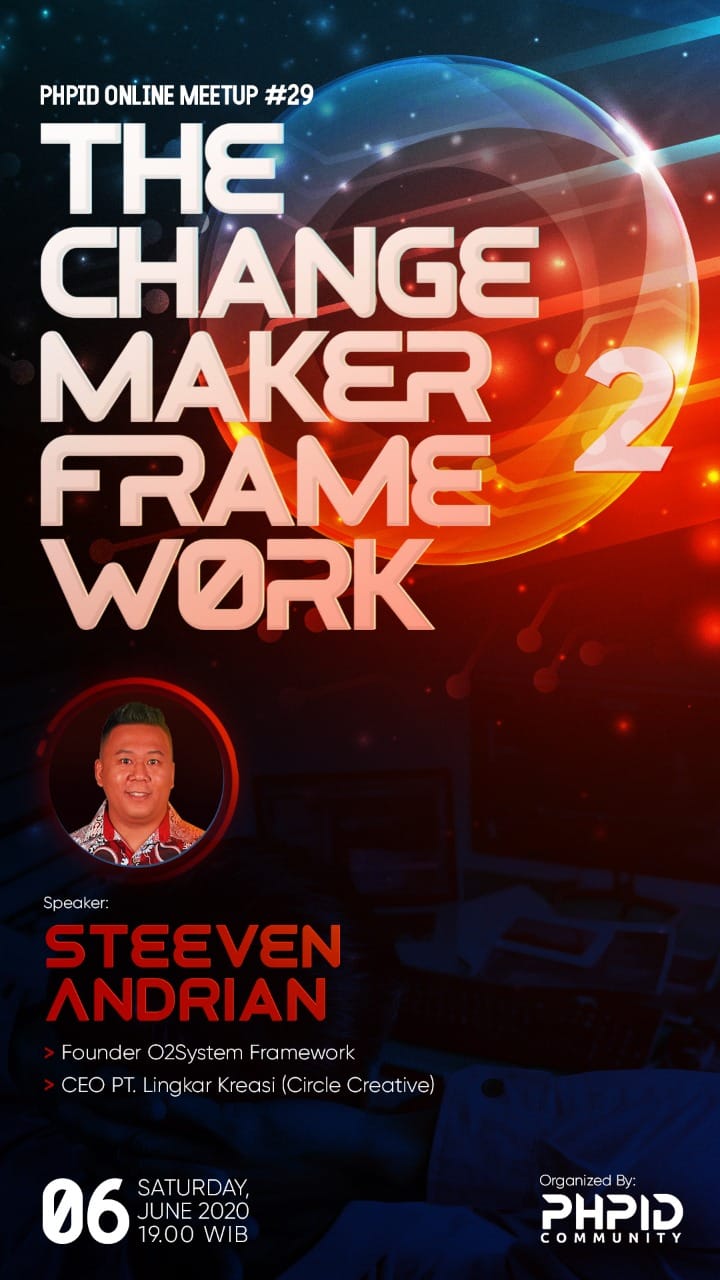 PHPID ONLINE MEETUP #29
THE
CHANGE
MAKER
FRAME
WORK
2
Speaker:
STEEVEN
ANDRIAN
> Founder O2System Framework
> CEO PT. Lingkar Kreasi (Circle Creative)
06
SATURDAY,
JUNE 2020
19.00 WIB
Organized By:
PHPID
COMMUNITY